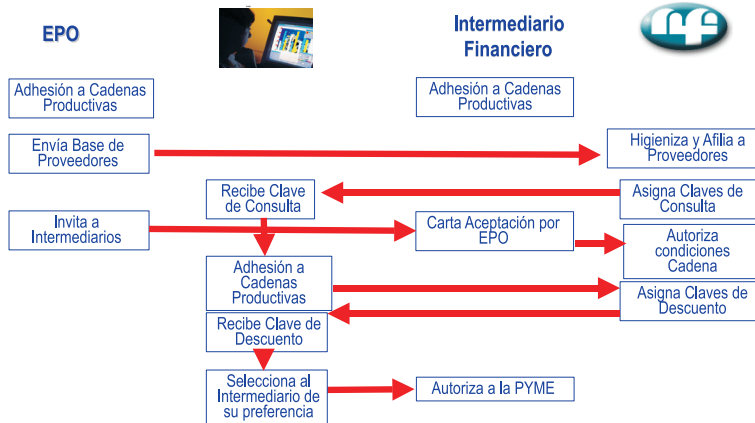 EPO
Intermediario
Financiero
nf
Adhesión a Cadenas
Productivas
Adhesión a Cadenas
Productivas
Envía Base de
Proveedores
Higieniza y Afilia a
Proveedores
Recibe Clave
de Consulta
Asigna Claves de
Consulta
Invita a
Intermediarios
Carta Aceptación por
EPO
Autoriza
condiciones
Cadena
Adhesión a
Cadenas
Productivas
Asigna Claves de
Descuento
Recibe Clave de
Descuento
Selecciona al
Intermediario de
su preferencia
Autoriza a la PYME